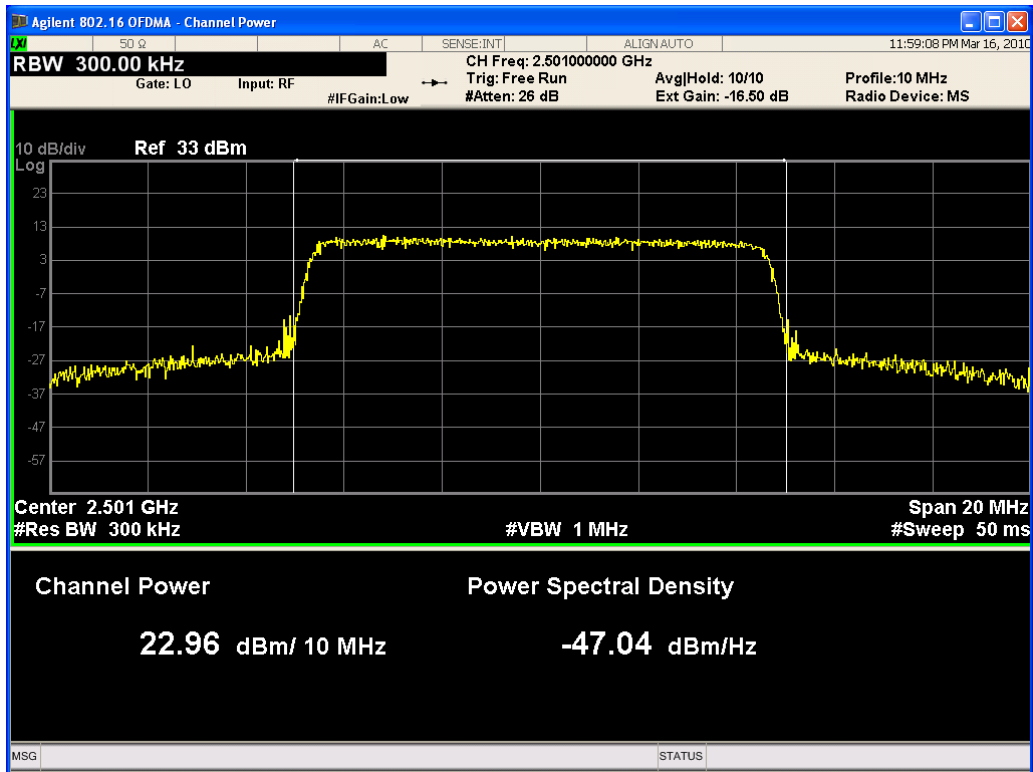 Agilent 802.16 OFDMA - Channel Power
LXI 50 Ω AC SENSE:INT ALIGN AUTO 11:59:08 PM Mar 16, 2010
RBW 300.00 kHz CH Freq: 2.501000000 GHz
Gate: LO Input: RF Trig: Free Run Avg|Hold: 10/10 Profile:10 MHz
#IFGain:Low #Atten: 26 dB Ext Gain: -16.50 dB Radio Device: MS
10 dB/div Ref 33 dBm
Log
23
13
3
-7
-17
-27
-37
-47
-57
Center 2.501 GHz Span 20 MHz
#Res BW 300 kHz #VBW 1 MHz #Sweep 50 ms
Channel Power Power Spectral Density
22.96 dBm/ 10 MHz -47.04 dBm/Hz
MSG STATUS